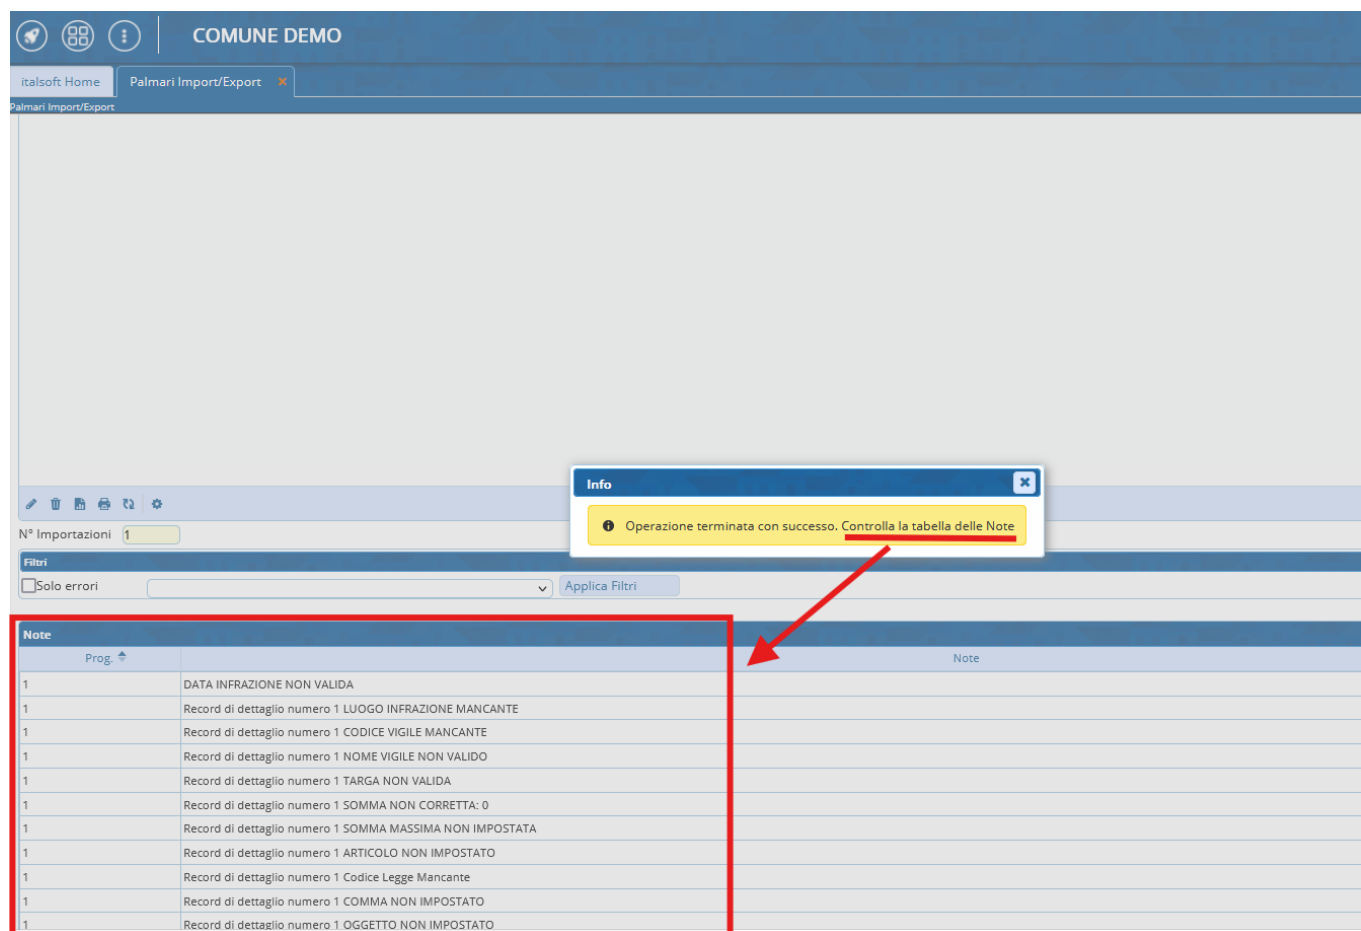 COMUNE DEMO
italsoft Home
Palmari Import/Export
Palmari Import/Export
Info
Operazione terminata con successo. Controlla la tabella delle Note
N° Importazioni 1
Filtri
Solo errori
Applica Filtri
Note
Prog. Note
1 DATA INFRAZIONE NON VALIDA
1 Record di dettaglio numero 1 LUOGO INFRAZIONE MANCANTE
1 Record di dettaglio numero 1 CODICE VIGILE MANCANTE
1 Record di dettaglio numero 1 NOME VIGILE NON VALIDO
1 Record di dettaglio numero 1 TARGA NON VALIDA
1 Record di dettaglio numero 1 SOMMA NON CORRETTA: 0
1 Record di dettaglio numero 1 SOMMA MASSIMA NON IMPOSTATA
1 Record di dettaglio numero 1 ARTICOLO NON IMPOSTATO
1 Record di dettaglio numero 1 Codice Legge Mancante
1 Record di dettaglio numero 1 COMMA NON IMPOSTATO
1 Record di dettaglio numero 1 OGGETTO NON IMPOSTATO